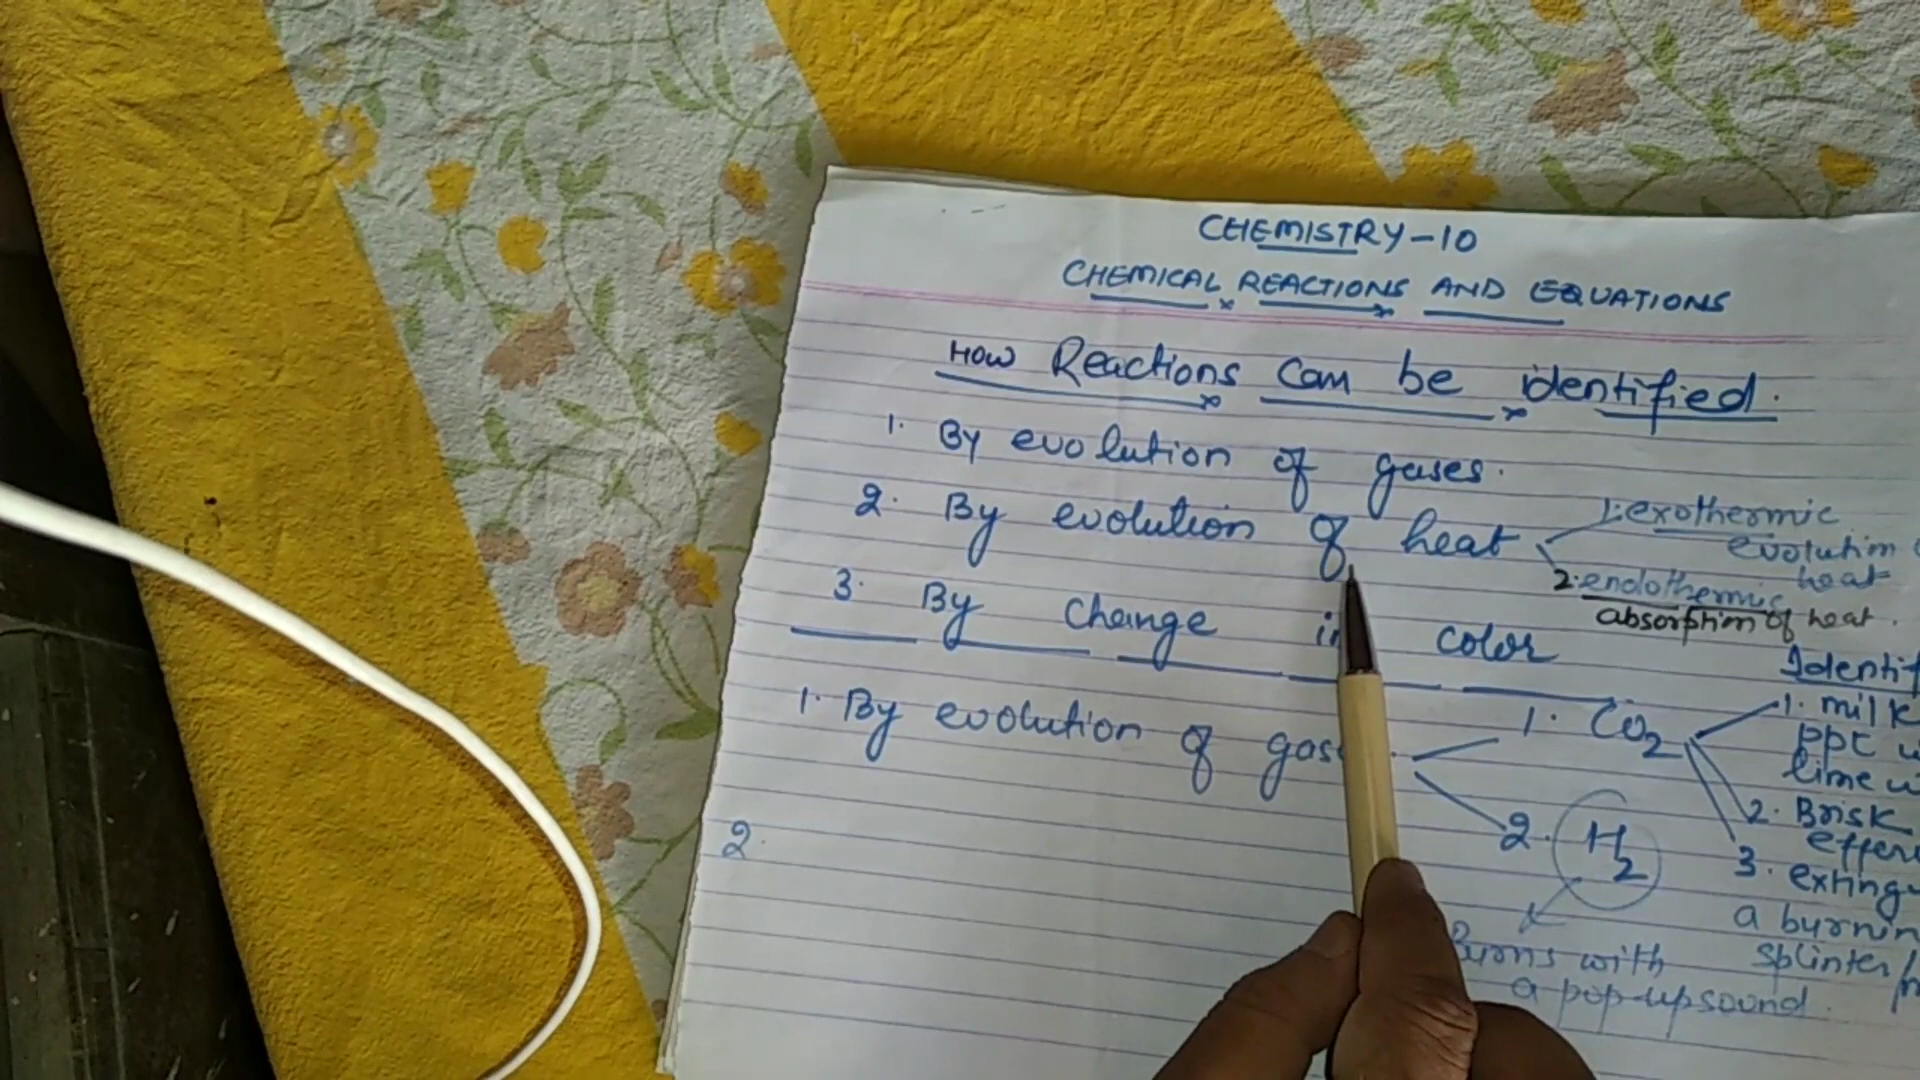 CHEMISTRY-10
CHEMICAL REACTIONS AND EQUATIONS
HOW Reactions can be identified.
1. By evolution of gases.
2. By evolution of heat
1. exothermic
evolution
heat
2. endothermic
absorption of heat.
3. By Change in color
1. By evolution of
1. CO2
2. H2
Burns with
a pop-up sound.
1. milk
ppt
lime
2. Brisk
3.
a
splinter/
2.